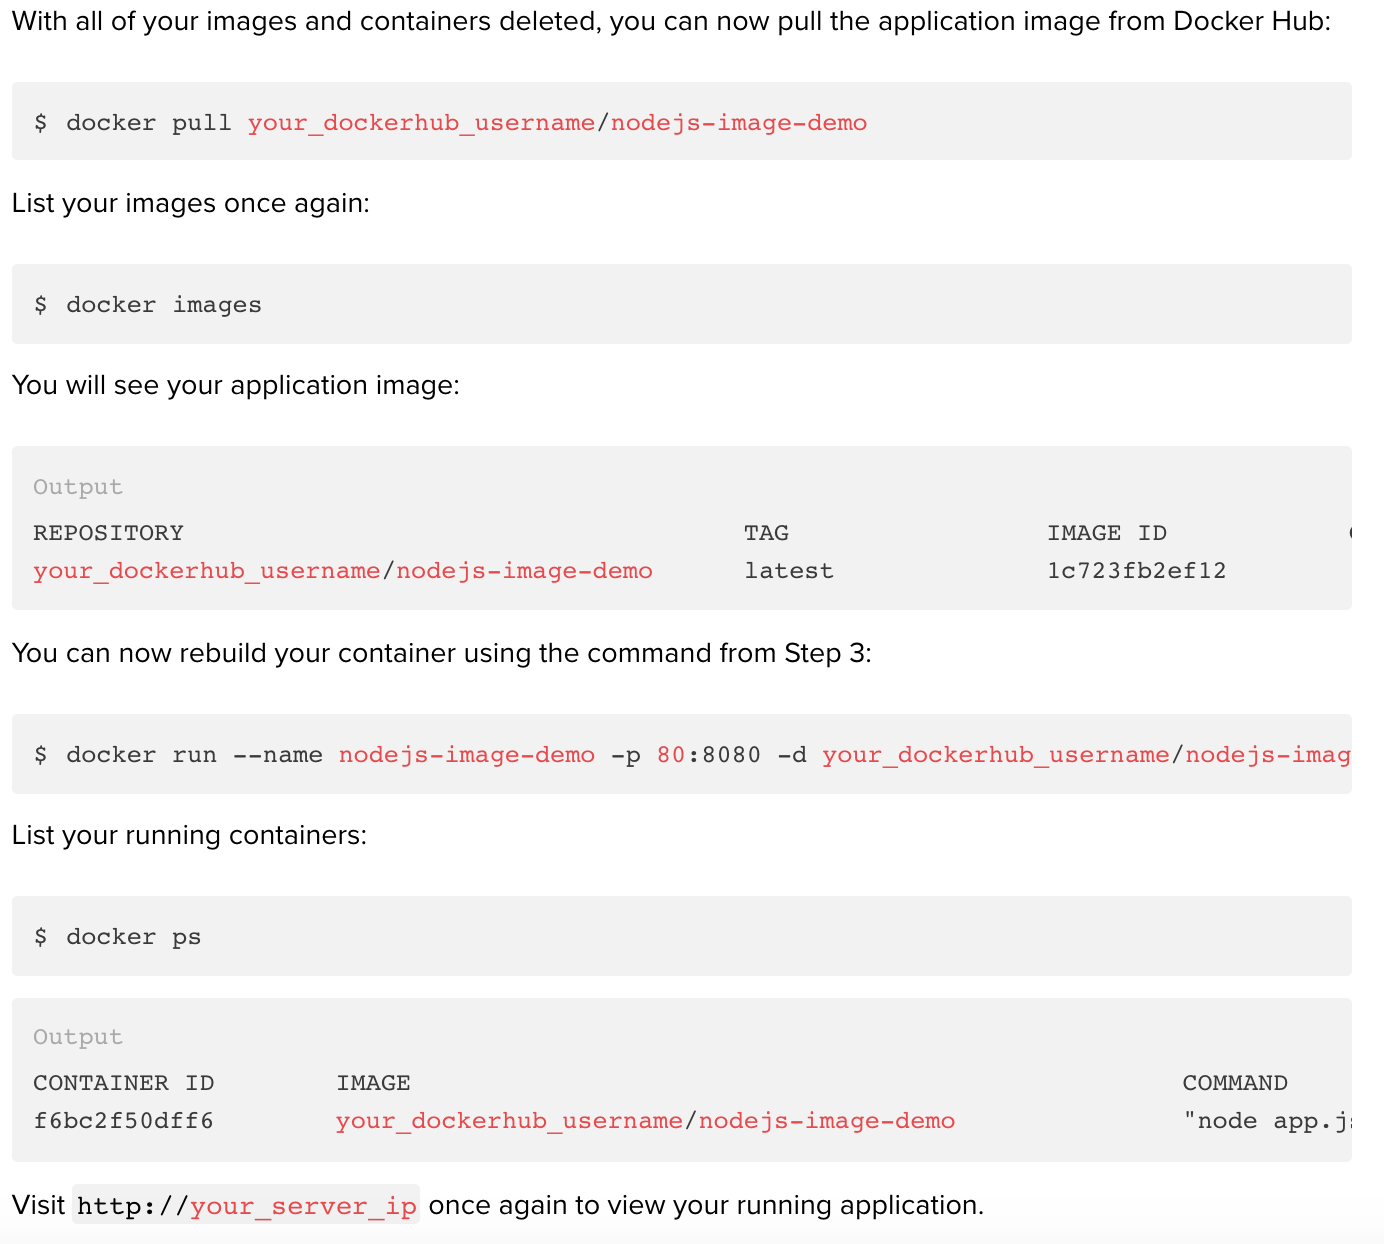 With all of your images and containers deleted, you can now pull the application image from Docker Hub:
$ docker pull your_dockerhub_username/nodejs-image-demo
List your images once again:
$ docker images
You will see your application image:
Output
REPOSITORY TAG IMAGE ID
your_dockerhub_username/nodejs-image-demo latest 1c723fb2ef12
You can now rebuild your container using the command from Step 3:
$ docker run --name nodejs-image-demo -p 80:8080 -d your_dockerhub_username/nodejs-imag
List your running containers:
$ docker ps
Output
CONTAINER ID IMAGE COMMAND
f6bc2f50dff6 your_dockerhub_username/nodejs-image-demo "node app.js
Visit http://your_server_ip once again to view your running application.